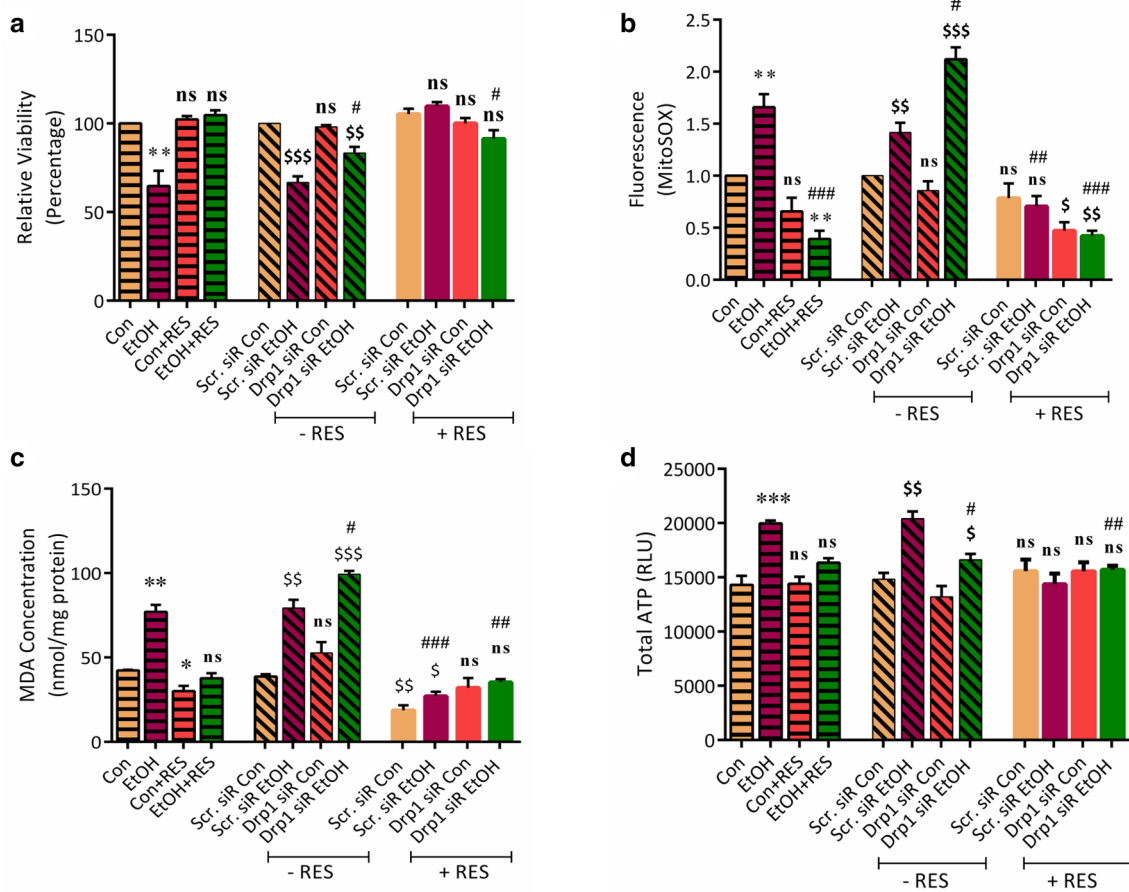 a
Relative Viability
(Percentage)
150
100
50
0
**
ns
ns
$$$
ns
#
$$
ns
ns
#
ns
Con
EtOH
Con+RES
EtOH+RES
Scr. siR Con
Scr. siR EtOH
Drp1 siR Con
Drp1 siR EtOH
Scr. siR Con
Scr. siR EtOH
Drp1 siR Con
Drp1 siR EtOH
- RES
+ RES
b
Fluorescence
(MitoSOX)
2.5
2.0
1.5
1.0
0.5
0.0
**
ns
###
**
$$
ns
#
$$$
ns
##
ns
$
###
$$
Con
EtOH
Con+RES
EtOH+RES
Scr. siR Con
Scr. siR EtOH
Drp1 siR Con
Drp1 siR EtOH
Scr. siR Con
Scr. siR EtOH
Drp1 siR Con
Drp1 siR EtOH
- RES
+ RES
c
MDA Concentration
(nmol/mg protein)
150
100
50
0
**
*
ns
$$
ns
#
$$$
$$
###
$
ns
##
ns
Con
EtOH
Con+RES
EtOH+RES
Scr. siR Con
Scr. siR EtOH
Drp1 siR Con
Drp1 siR EtOH
Scr. siR Con
Scr. siR EtOH
Drp1 siR Con
Drp1 siR EtOH
- RES
+ RES
d
Total ATP (RLU)
25000
20000
15000
10000
5000
0
***
ns
ns
$$
#
$
ns
ns
ns
##
ns
Con
EtOH
Con+RES
EtOH+RES
Scr. siR Con
Scr. siR EtOH
Drp1 siR Con
Drp1 siR EtOH
Scr. siR Con
Scr. siR EtOH
Drp1 siR Con
Drp1 siR EtOH
- RES
+ RES